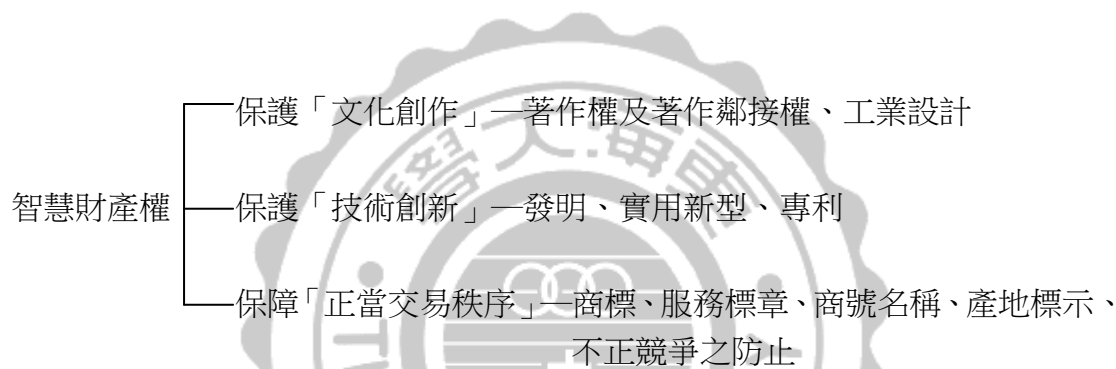 保護「文化創作」—著作權及著作鄰接權、工業設計
智慧財產權
保護「技術創新」—發明、實用新型、專利
保障「正當交易秩序」—商標、服務標章、商號名稱、產地標示、
不正競爭之防止